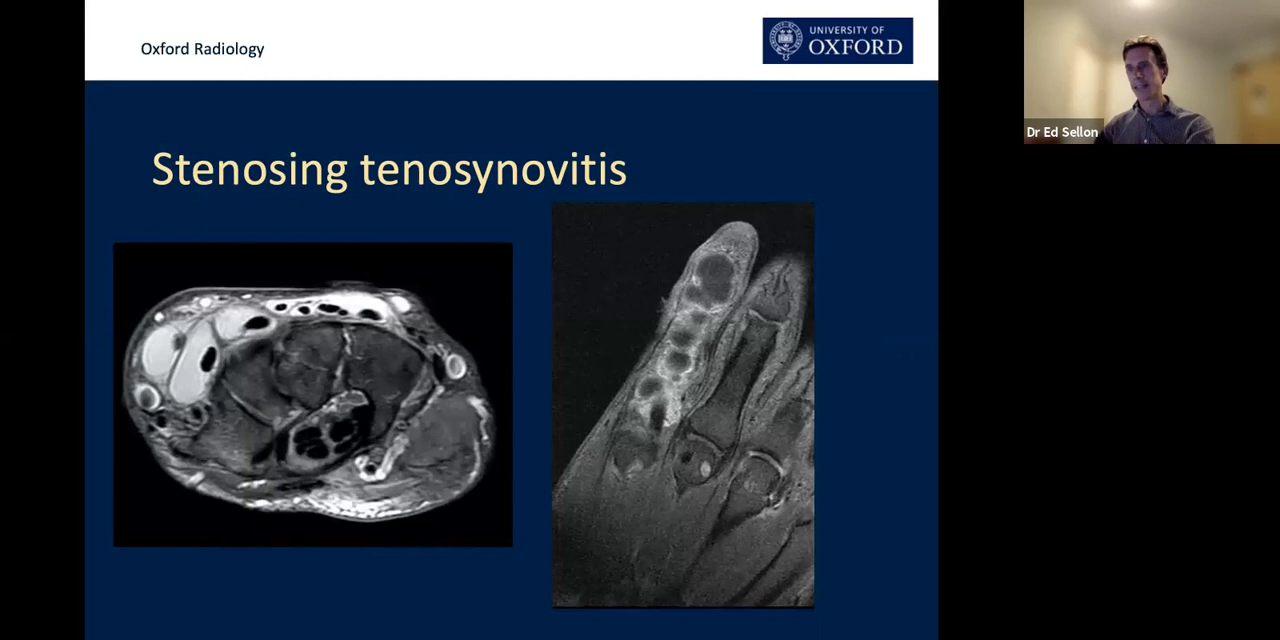 Oxford Radiology
UNIVERSITY OF
OXFORD
Dr Ed Sellon
Stenosing tenosynovitis